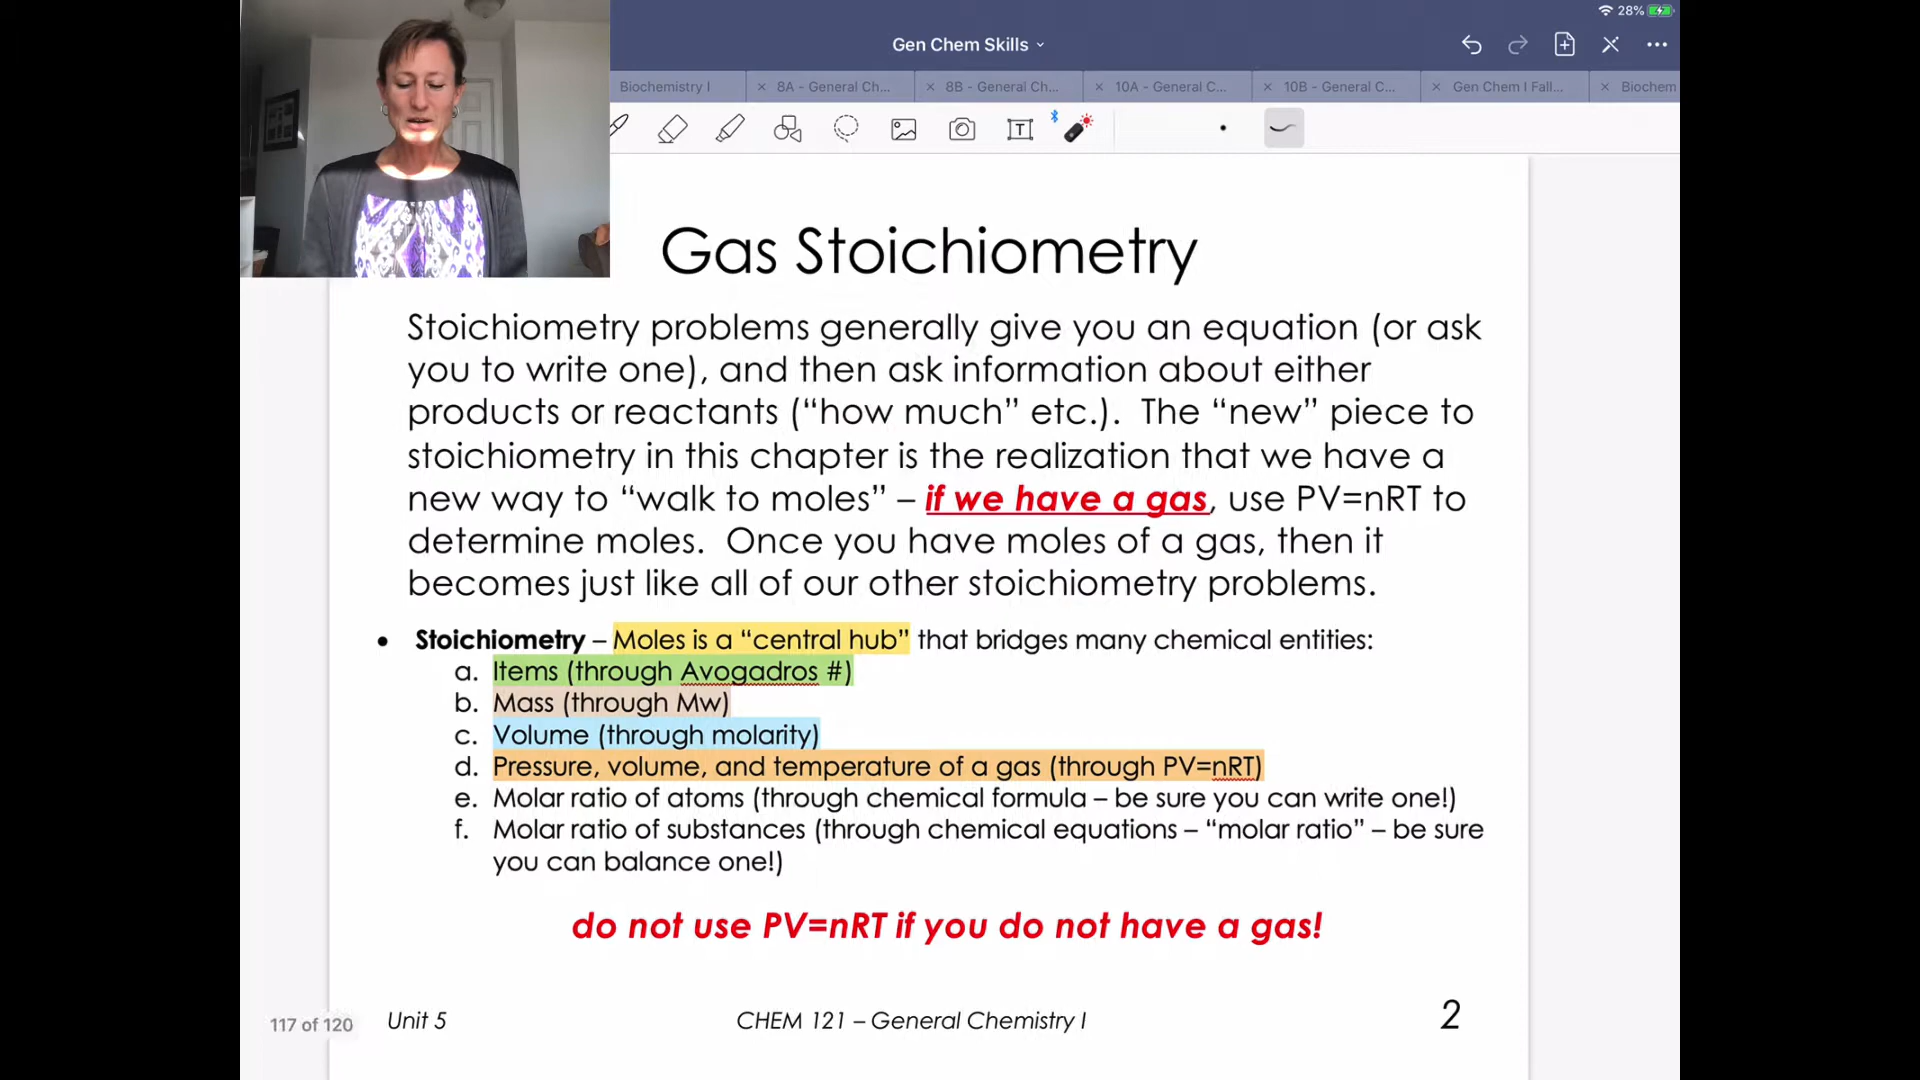 28%
Gen Chem Skills
Biochemistry I
8A - General Ch...
8B - General Ch...
10A - General C...
10B - General C...
Gen Chem I Fall...
Biochem
T
Gas Stoichiometry
Stoichiometry problems generally give you an equation (or ask
you to write one), and then ask information about either
products or reactants (“how much” etc.).  The “new” piece to
stoichiometry in this chapter is the realization that we have a
new way to “walk to moles” – if we have a gas, use PV=nRT to
determine moles.  Once you have moles of a gas, then it
becomes just like all of our other stoichiometry problems.
• Stoichiometry – Moles is a “central hub” that bridges many chemical entities:
a. Items (through Avogadros #)
b. Mass (through Mw)
c. Volume (through molarity)
d. Pressure, volume, and temperature of a gas (through PV=nRT)
e. Molar ratio of atoms (through chemical formula – be sure you can write one!)
f. Molar ratio of substances (through chemical equations – “molar ratio” – be sure
you can balance one!)
do not use PV=nRT if you do not have a gas!
117 of 120
Unit 5
CHEM 121 – General Chemistry I
2